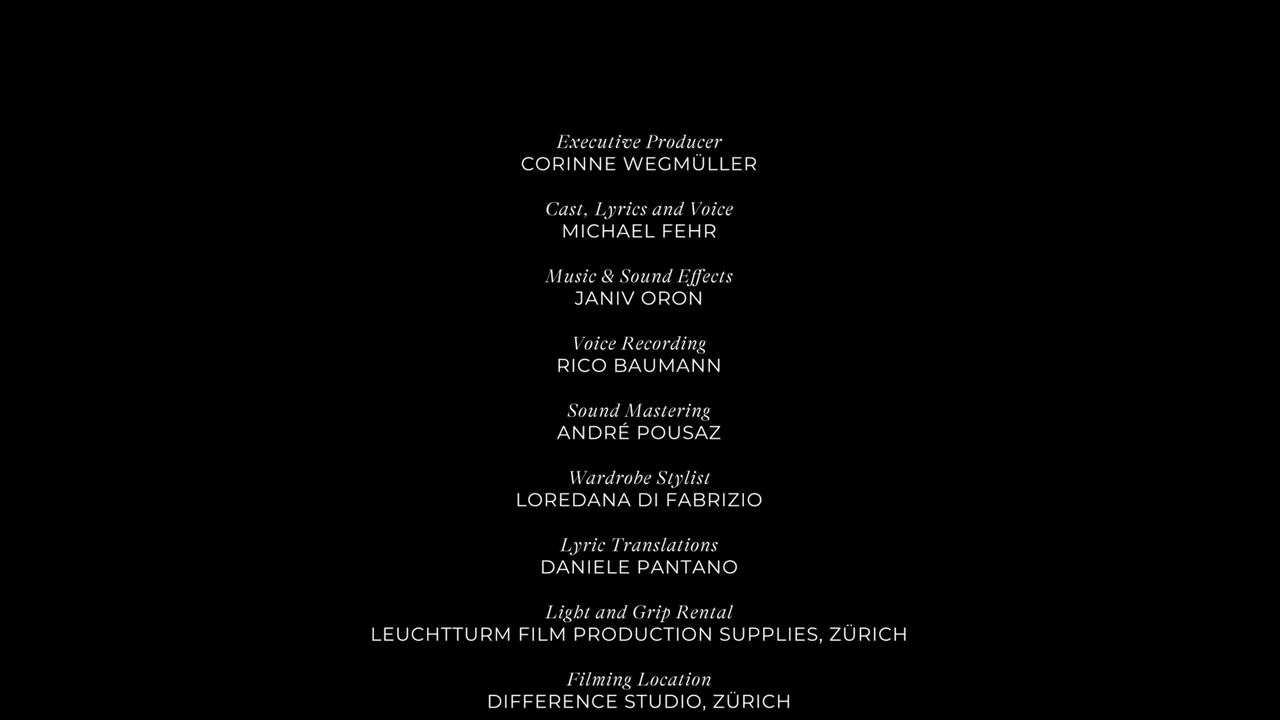 Executive Producer
CORINNE WEGMÜLLER
Cast, Lyrics and Voice
MICHAEL FEHR
Music & Sound Effects
JANIV ORON
Voice Recording
RICO BAUMANN
Sound Mastering
ANDRÉ POUSAZ
Wardrobe Stylist
LOREDANA DI FABRIZIO
Lyric Translations
DANIELE PANTANO
Light and Grip Rental
LEUCHTTURM FILM PRODUCTION SUPPLIES, ZÜRICH
Filming Location
DIFFERENCE STUDIO, ZÜRICH